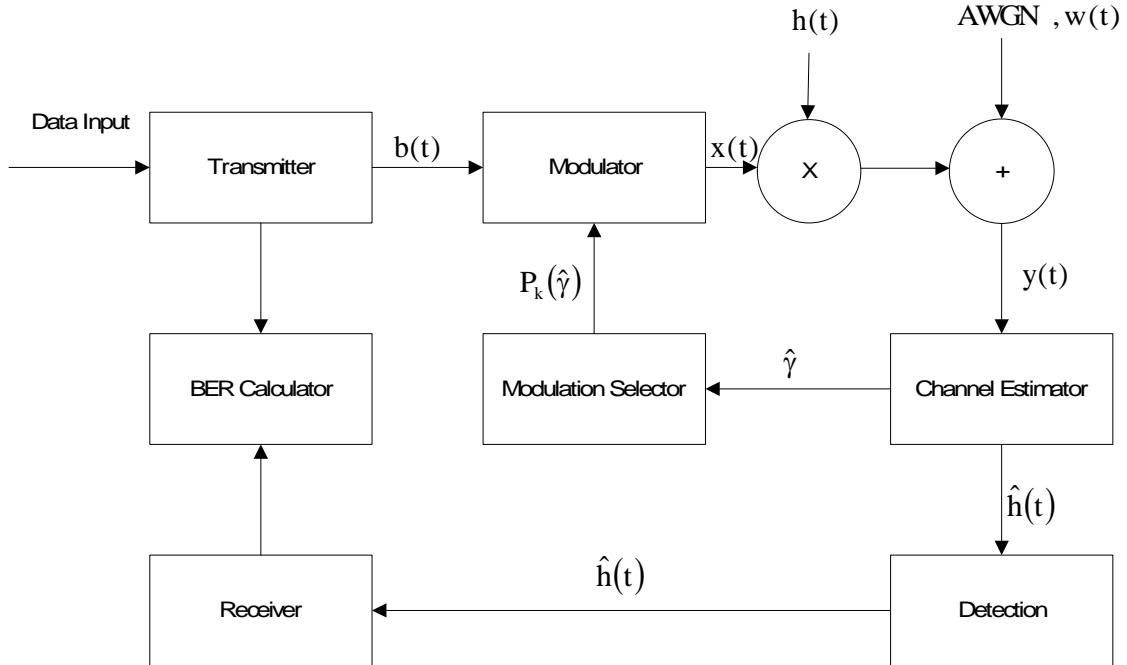 h(t)
AWGN , w(t)
Data Input
Transmitter
b(t)
Modulator
x(t)
X
+
P_k(γ̂)
y(t)
BER Calculator
Modulation Selector
γ̂
Channel Estimator
ĥ(t)
Receiver
ĥ(t)
Detection